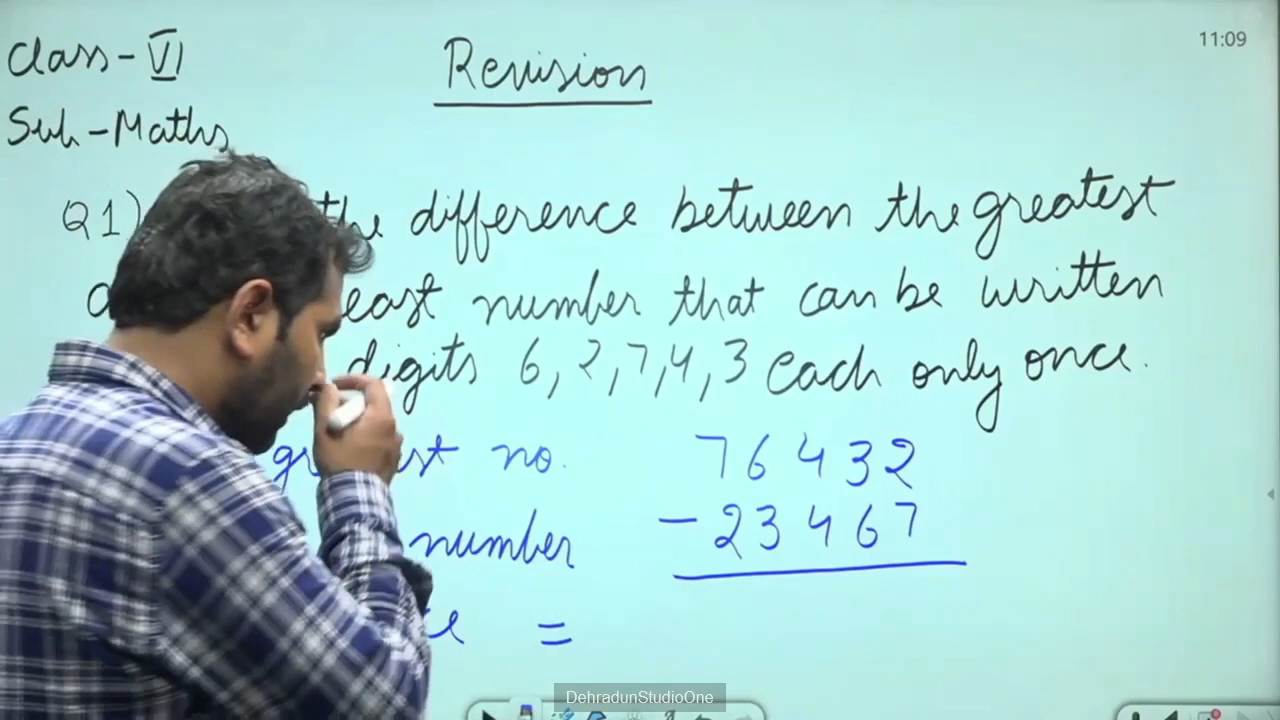 11:09
Class - VI
Revision
Sub - Maths
Q1) the difference between the greatest
number that can be written
digits 6, 2, 7, 4, 3 each only once.
no. 76432
number - 23467
=
DehradunStudioOne